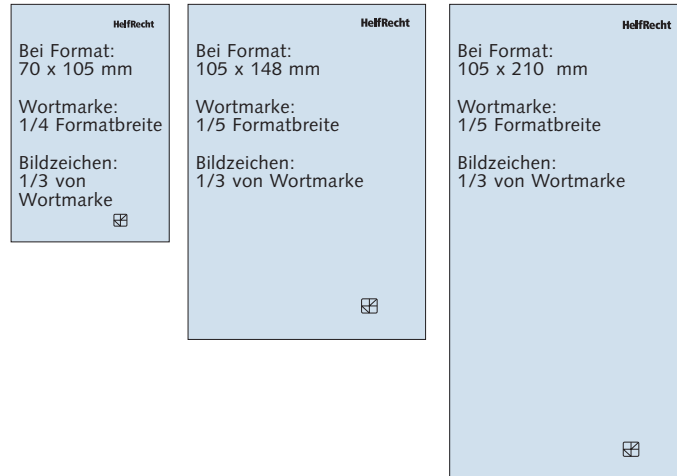 HelfRecht
Bei Format:
70 x 105 mm
Wortmarke:
1/4 Formatbreite
Bildzeichen:
1/3 von
Wortmarke
HelfRecht
Bei Format:
105 x 148 mm
Wortmarke:
1/5 Formatbreite
Bildzeichen:
1/3 von Wortmarke
HelfRecht
Bei Format:
105 x 210  mm
Wortmarke:
1/5 Formatbreite
Bildzeichen:
1/3 von Wortmarke